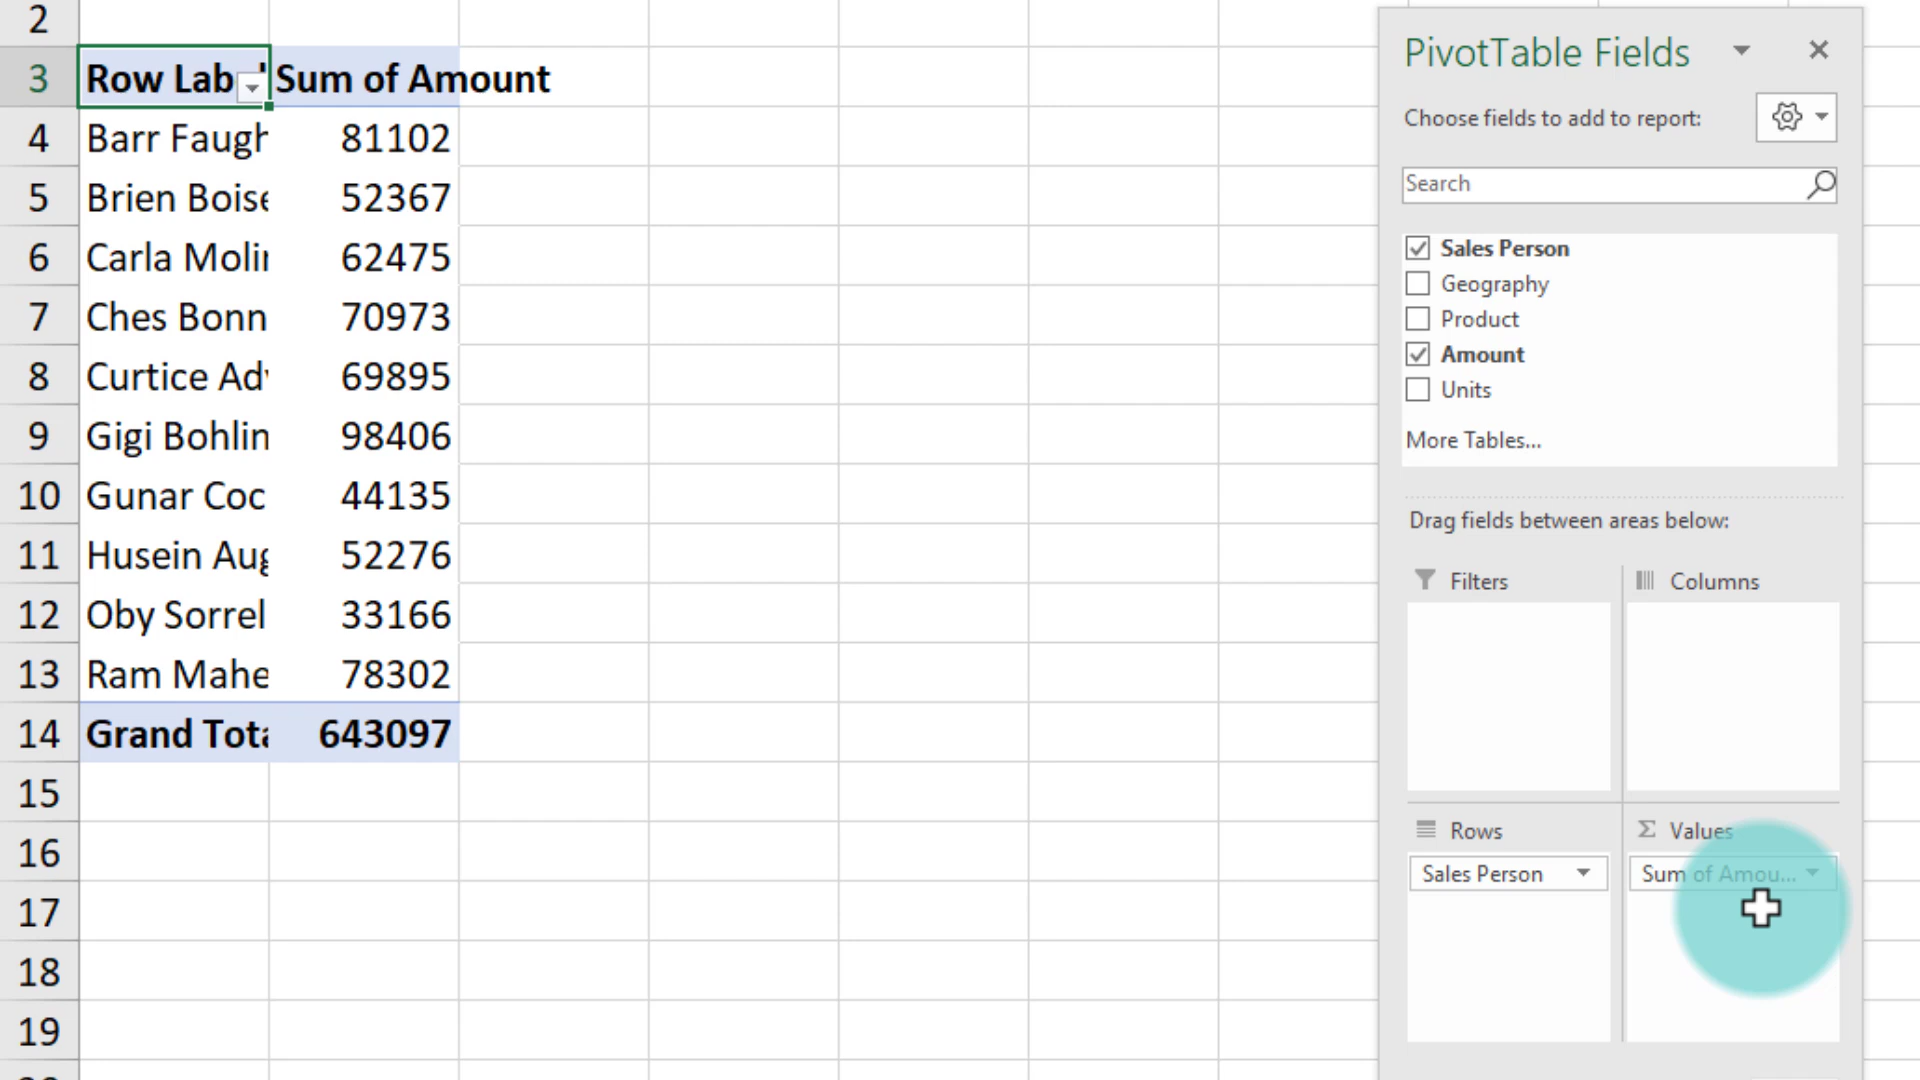 2
3 Row Lab Sum of Amount
4 Barr Faugh 81102
5 Brien Boise 52367
6 Carla Molin 62475
7 Ches Bonn 70973
8 Curtice Adv 69895
9 Gigi Bohlin 98406
10 Gunar Coc 44135
11 Husein Aug 52276
12 Oby Sorrel 33166
13 Ram Mahe 78302
14 Grand Tota 643097
15
16
17
18
19
PivotTable Fields
Choose fields to add to report:
Search
Sales Person
Geography
Product
Amount
Units
More Tables...
Drag fields between areas below:
Filters
Columns
Rows
Σ Values
Sales Person
Sum of Amou...